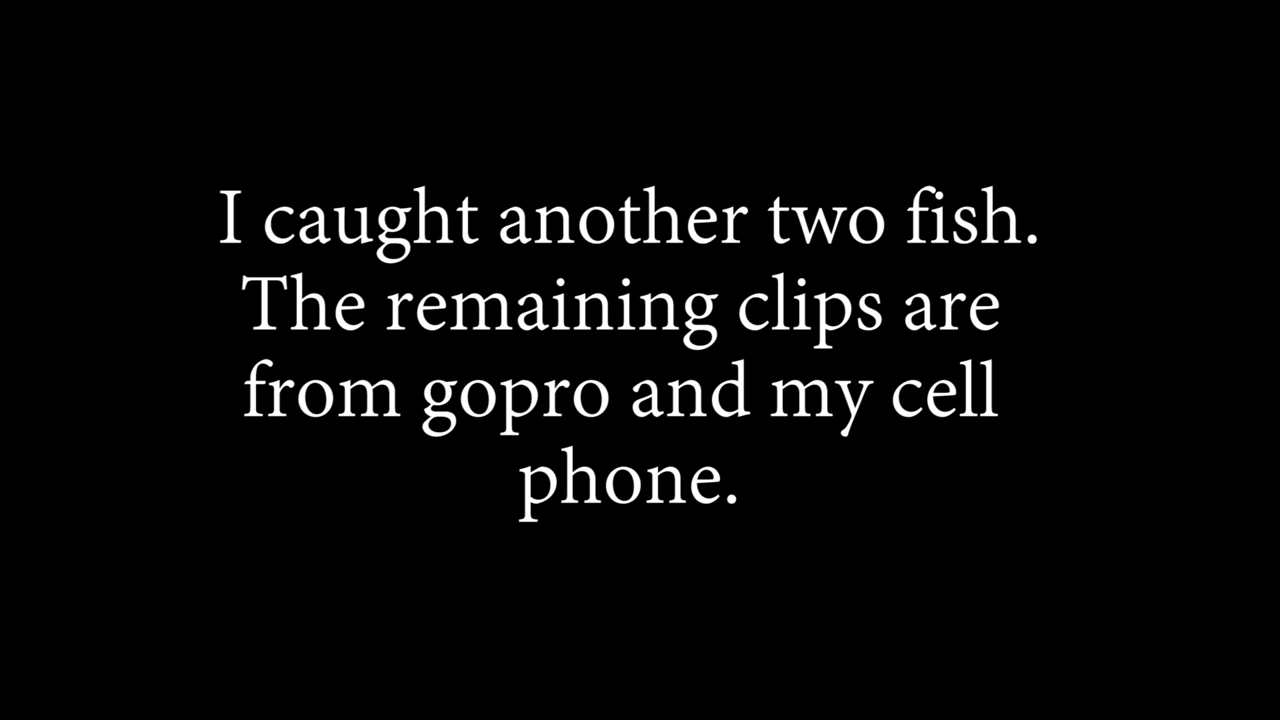 I caught another two fish.
The remaining clips are
from gopro and my cell
phone.